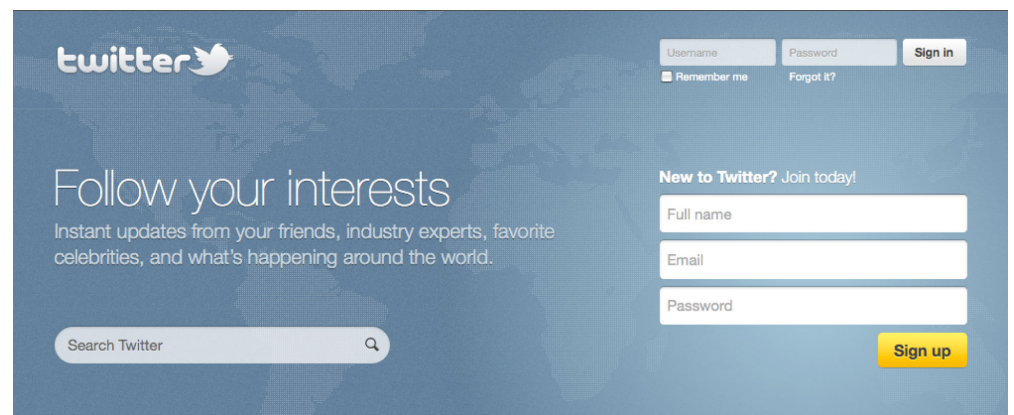 twitter
Username
Password
Sign in
Remember me
Forgot it?
Follow your interests
Instant updates from your friends, industry experts, favorite
celebrities, and what's happening around the world.
Search Twitter
New to Twitter? Join today!
Full name
Email
Password
Sign up